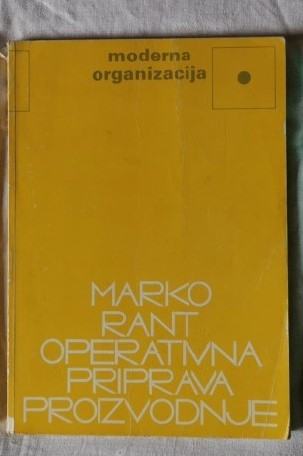 moderna
organizacija
MARKO
RANT
OPERATIVNA
PRIPRAVA
PROIZVODNJE